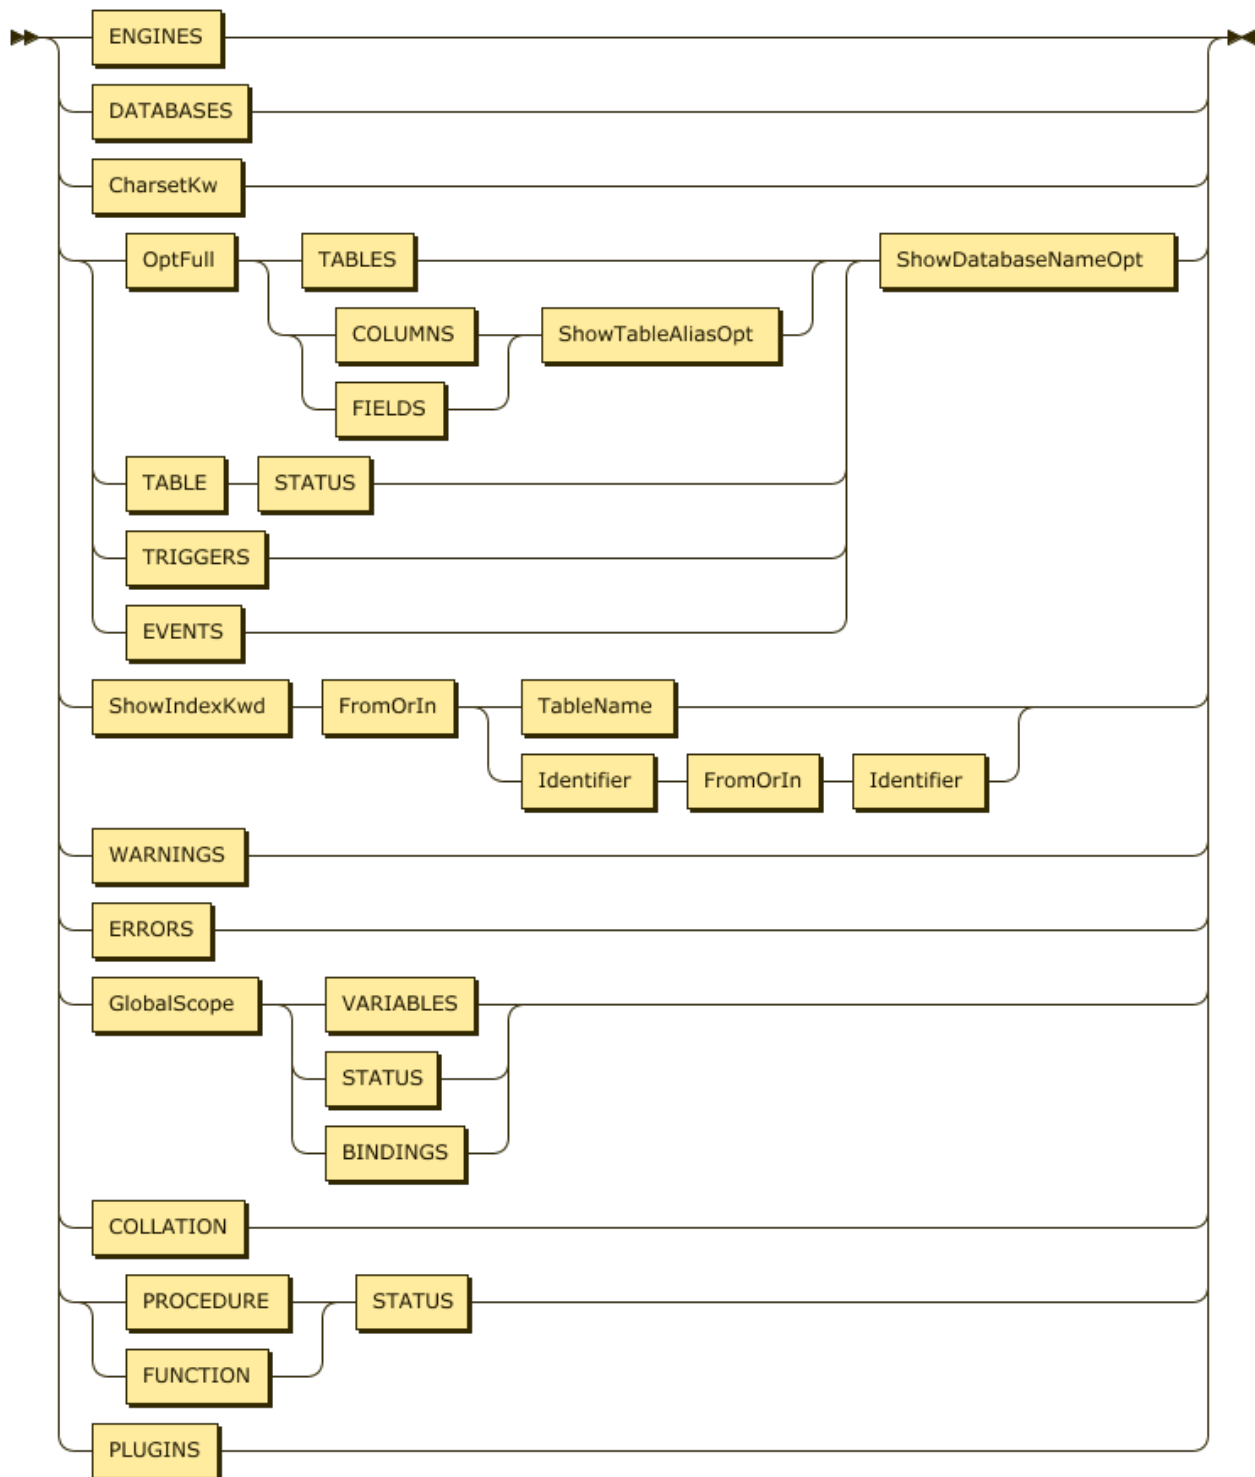 ENGINES
DATABASES
CharsetKw
OptFull TABLES ShowDatabaseNameOpt
COLUMNS ShowTableAliasOpt
FIELDS
TABLE STATUS
TRIGGERS
EVENTS
ShowIndexKwd FromOrIn TableName
Identifier FromOrIn Identifier
WARNINGS
ERRORS
GlobalScope VARIABLES
STATUS
BINDINGS
COLLATION
PROCEDURE STATUS
FUNCTION
PLUGINS